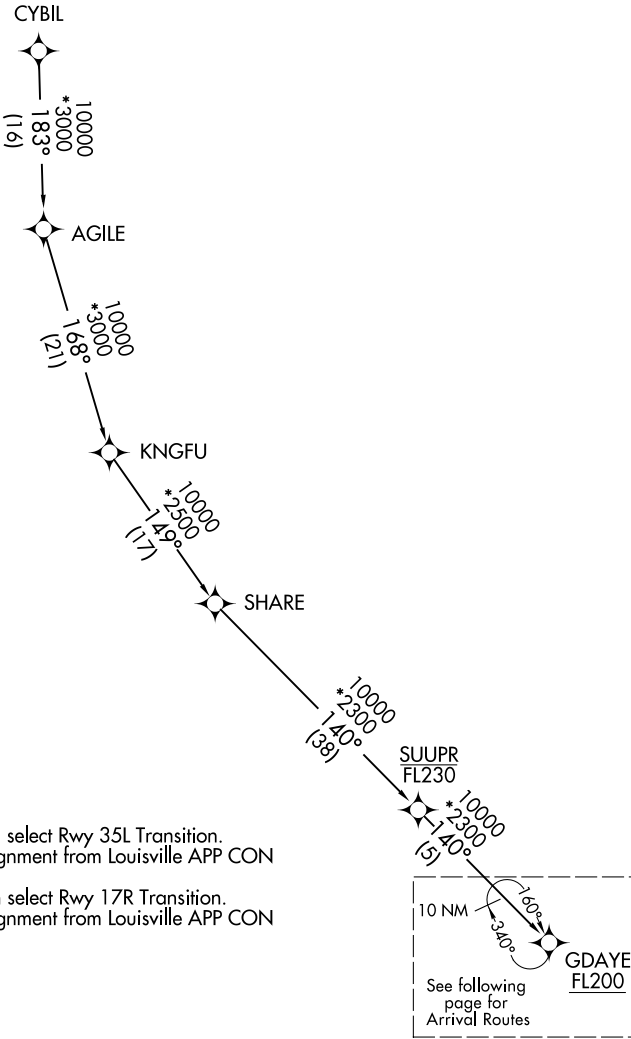 CYBIL
10000
*3000
183°
(16)
AGILE
10000
*3000
168°
(21)
KNGFU
10000
*2500
149°
(17)
SHARE
10000
*2300
140°
(38)
SUUPR
FL230
10000
*2300
140°
(5)
select Rwy 35L Transition.
gnment from Louisville APP CON
select Rwy 17R Transition.
gnment from Louisville APP CON
10 NM
160°
340°
GDAYE
FL200
See following
page for
Arrival Routes